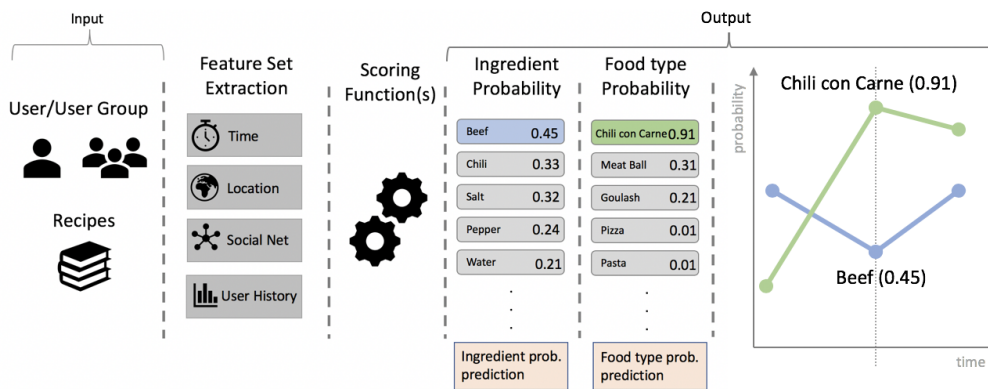 Input
Output
User/User Group
Recipes
Feature Set
Extraction
Time
Location
Social Net
User History
Scoring
Function(s)
Ingredient
Probability
Beef 0.45
Chili 0.33
Salt 0.32
Pepper 0.24
Water 0.21
Ingredient prob.
prediction
Food type
Probability
Chili con Carne 0.91
Meat Ball 0.31
Goulash 0.21
Pizza 0.01
Pasta 0.01
Food type prob.
prediction
probability
Chili con Carne (0.91)
Beef (0.45)
time